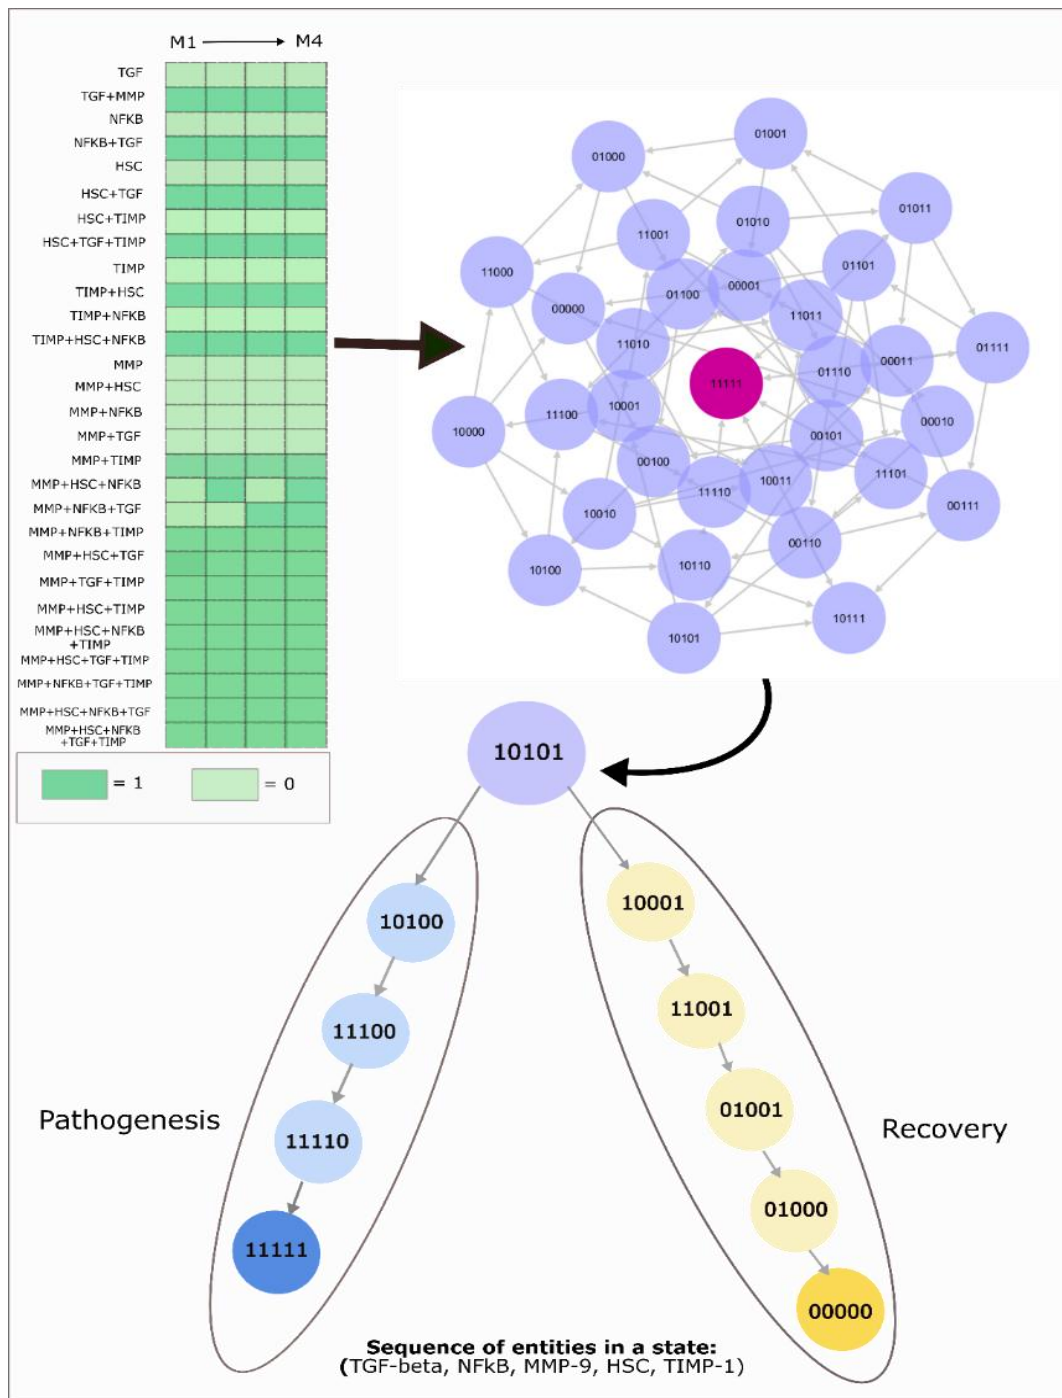 M1 M4
TGF
TGF+MMP
NFKB
NFKB+TGF
HSC
HSC+TGF
HSC+TIMP
HSC+TGF+TIMP
TIMP
TIMP+HSC
TIMP+NFKB
TIMP+HSC+NFKB
MMP
MMP+HSC
MMP+NFKB
MMP+TGF
MMP+TIMP
MMP+HSC+NFKB
MMP+NFKB+TGF
MMP+NFKB+TIMP
MMP+HSC+TGF
MMP+TGF+TIMP
MMP+HSC+TIMP
MMP+HSC+NFKB
+TIMP
MMP+HSC+TGF+TIMP
MMP+NFKB+TGF+TIMP
MMP+HSC+NFKB+TGF
MMP+HSC+NFKB
+TGF+TIMP
= 1
= 0
01001
01000
01011
01010
11001
01101
11000
00001
01100
00000
11011
11010
01111
00011
01110
11111
10001
11100
00010
10000
00101
00100
11101
10011
11110
00111
10010
00110
10110
10100
10111
10101
10101
10100
10001
11100
11001
11110
01001
11111
01000
00000
Pathogenesis
Recovery
Sequence of entities in a state:
(TGF-beta, NFkB, MMP-9, HSC, TIMP-1)